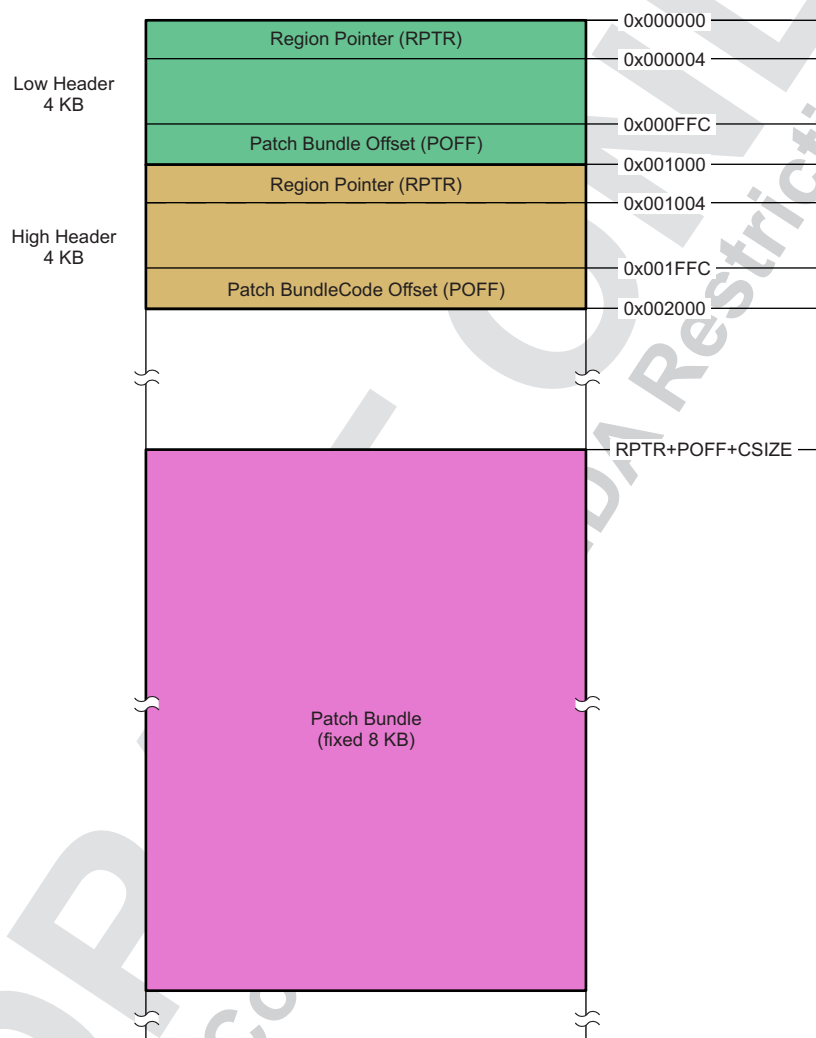 0x000000
Region Pointer (RPTR)
0x000004
Low Header
4 KB
0x000FFC
Patch Bundle Offset (POFF)
0x001000
Region Pointer (RPTR)
0x001004
High Header
4 KB
0x001FFC
Patch BundleCode Offset (POFF)
0x002000
RPTR+POFF+CSIZE
Patch Bundle
(fixed 8 KB)